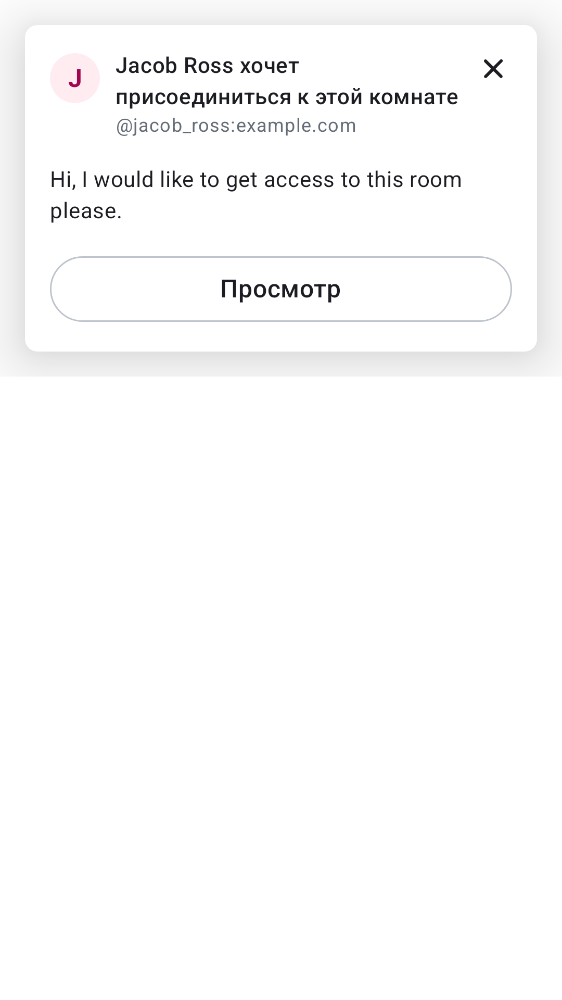 J
Jacob Ross хочет
присоединиться к этой комнате
@jacob_ross:example.com
Hi, I would like to get access to this room
please.
Просмотр